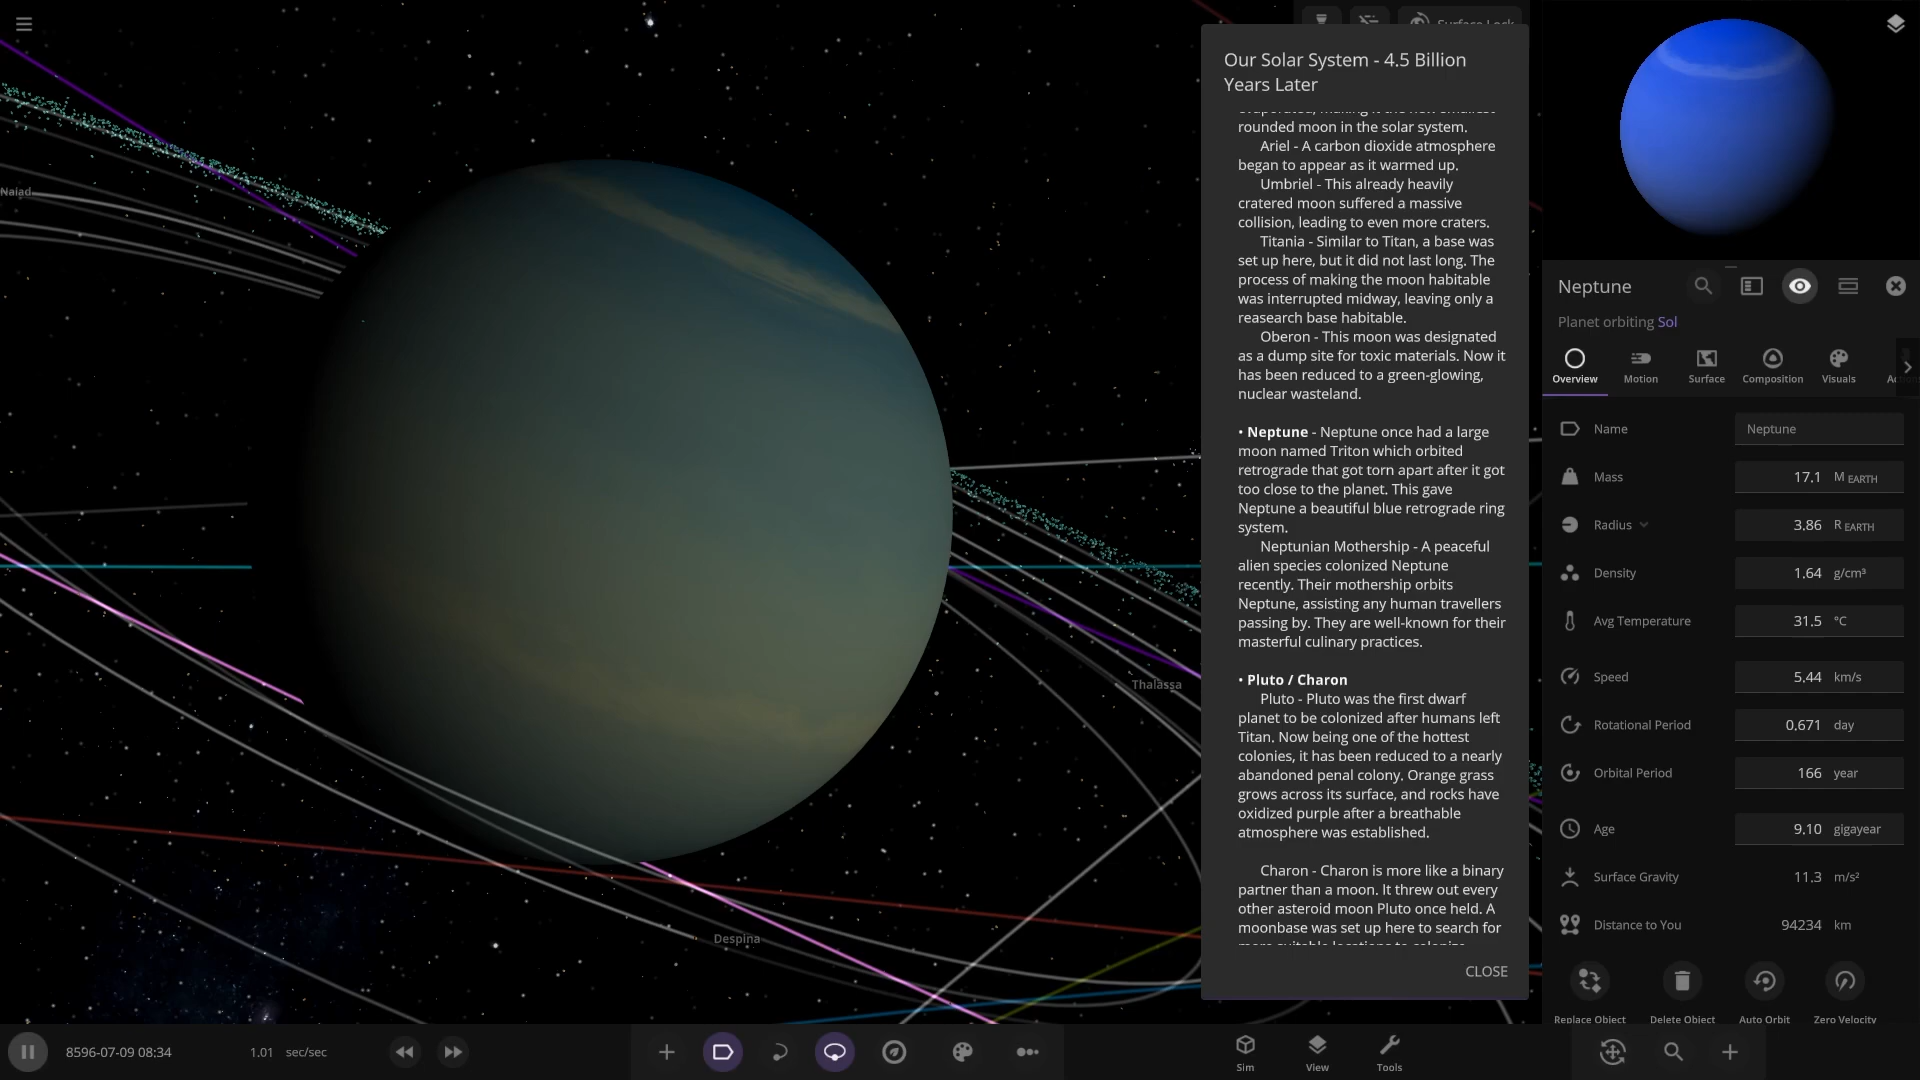 Surface Lock
Our Solar System - 4.5 Billion
Years Later
evaporated, making it the new smallest
rounded moon in the solar system.
Ariel - A carbon dioxide atmosphere
began to appear as it warmed up.
Umbriel - This already heavily
cratered moon suffered a massive
collision, leading to even more craters.
Titania - Similar to Titan, a base was
set up here, but it did not last long. The
process of making the moon habitable
was interrupted midway, leaving only a
reasearch base habitable.
Oberon - This moon was designated
as a dump site for toxic materials. Now it
has been reduced to a green-glowing,
nuclear wasteland.
• Neptune - Neptune once had a large
moon named Triton which orbited
retrograde that got torn apart after it got
too close to the planet. This gave
Neptune a beautiful blue retrograde ring
system.
Neptunian Mothership - A peaceful
alien species colonized Neptune
recently. Their mothership orbits
Neptune, assisting any human travellers
passing by. They are well-known for their
masterful culinary practices.
• Pluto / Charon
Pluto - Pluto was the first dwarf
planet to be colonized after humans left
Titan. Now being one of the hottest
colonies, it has been reduced to a nearly
abandoned penal colony. Orange grass
grows across its surface, and rocks have
oxidized purple after a breathable
atmosphere was established.
Charon - Charon is more like a binary
partner than a moon. It threw out every
other asteroid moon Pluto once held. A
moonbase was set up here to search for
more suitable locations to colonize.
CLOSE
Naiad
Thalassa
Despina
Neptune
Planet orbiting Sol
Overview Motion Surface Composition Visuals
Name Neptune
Mass 17.1 M EARTH
Radius 3.86 R EARTH
Density 1.64 g/cm³
Avg Temperature 31.5 °C
Speed 5.44 km/s
Rotational Period 0.671 day
Orbital Period 166 year
Age 9.10 gigayear
Surface Gravity 11.3 m/s²
Distance to You 94234 km
Replace Object Delete Object Auto Orbit Zero Velocity
8596-07-09 08:34 1.01 sec/sec
Sim View Tools